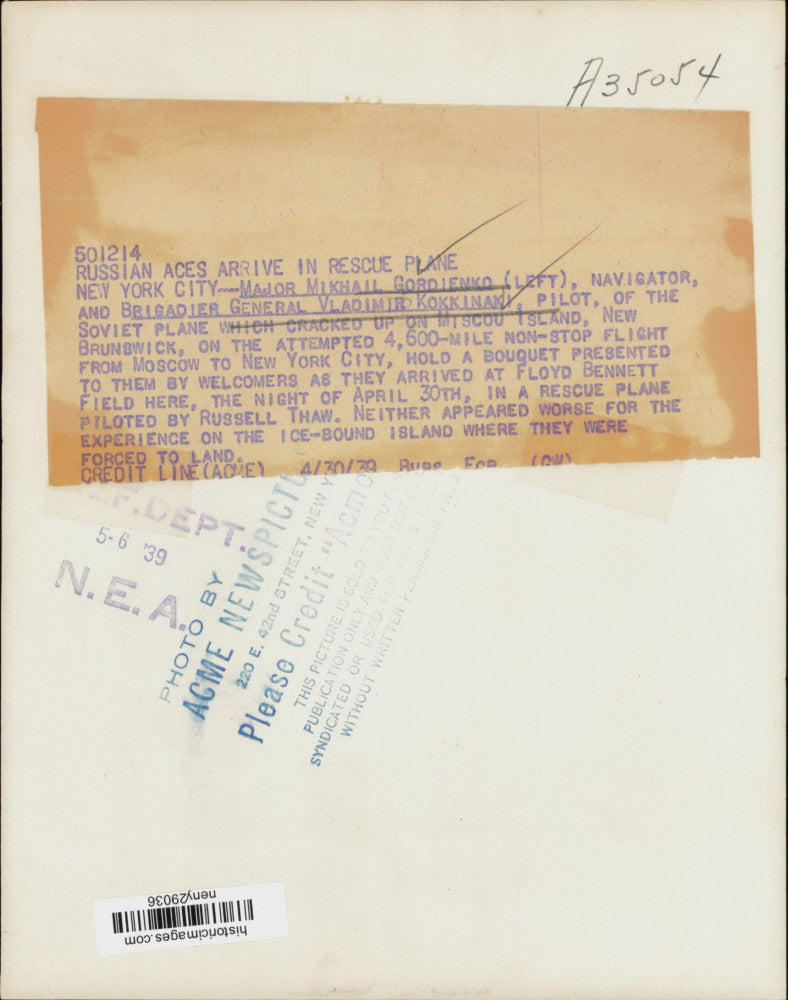 A35054
501214
RUSSIAN ACES ARRIVE IN RESCUE PLANE
NEW YORK CITY—MAJOR MIKHAIL GORDIENKO (LEFT), NAVIGATOR,
AND BRIGADIER GENERAL VLADIMIR KOKKINAKI, PILOT, OF THE
SOVIET PLANE WHICH CRACKED UP ON MISCOU ISLAND, NEW
BRUNSWICK, ON THE ATTEMPTED 4,600-MILE NON-STOP FLIGHT
FROM MOSCOW TO NEW YORK CITY, HOLD A BOUQUET PRESENTED
TO THEM BY WELCOMERS AS THEY ARRIVED AT FLOYD BENNETT
FIELD HERE, THE NIGHT OF APRIL 30TH, IN A RESCUE PLANE
PILOTED BY RUSSELL THAW. NEITHER APPEARED WORSE FOR THE
EXPERIENCE ON THE ICE-BOUND ISLAND WHERE THEY WERE
FORCED TO LAND.
CREDIT LINE (ACME) 4/30/39 (CW)
DEPT.
5-6 '39
N.E.A.
PHOTO BY
ACME NEWSPICTU
220 E. 42nd STREET, NEW Y
Please Credit "Acme
THIS PICTURE IS SOLD TO YOU FOR
PUBLICATION ONLY AND MUST NOT
SYNDICATED OR USED FOR
WITHOUT WRITTEN PERMISSION FROM
historicimages.com
neny29036